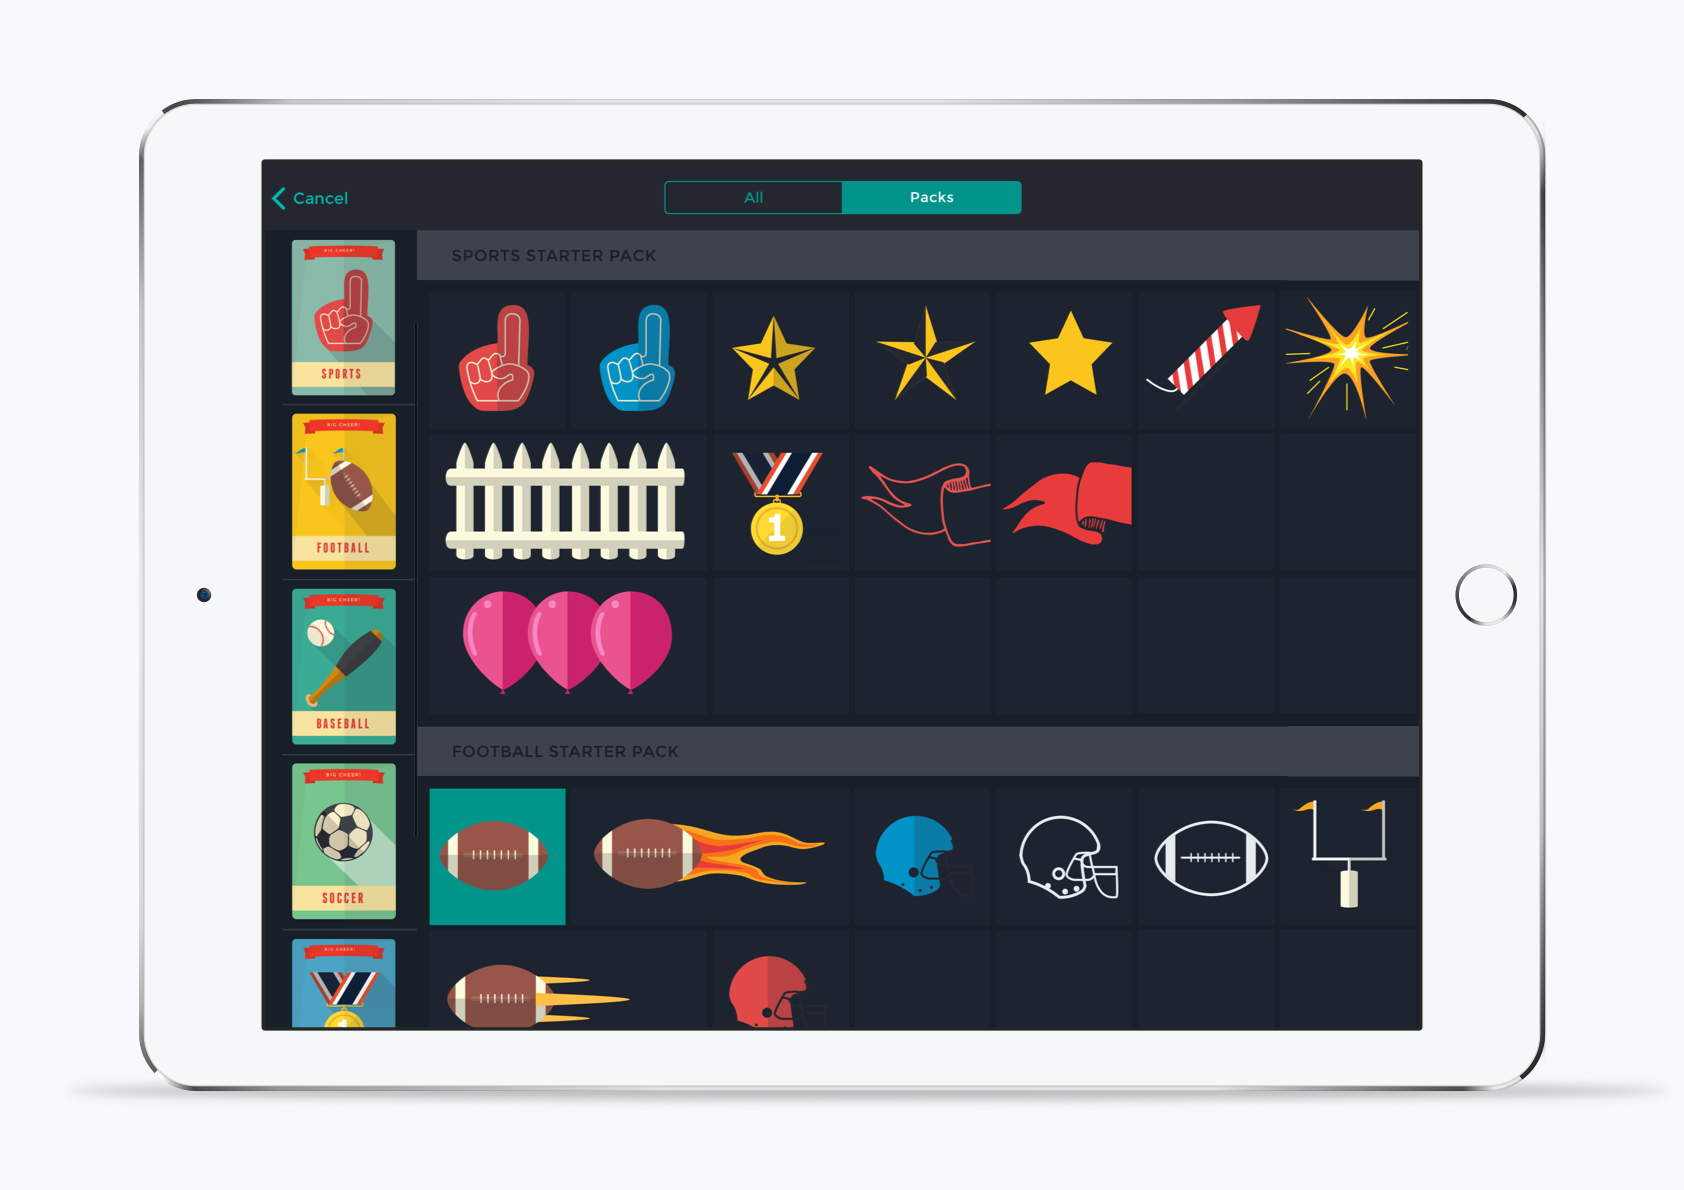 Cancel
All
Packs
BIG CHEER!
SPORTS
BIG CHEER!
FOOTBALL
BIG CHEER!
BASEBALL
BIG CHEER!
SOCCER
BIG CHEER!
1
SPORTS STARTER PACK
1
FOOTBALL STARTER PACK